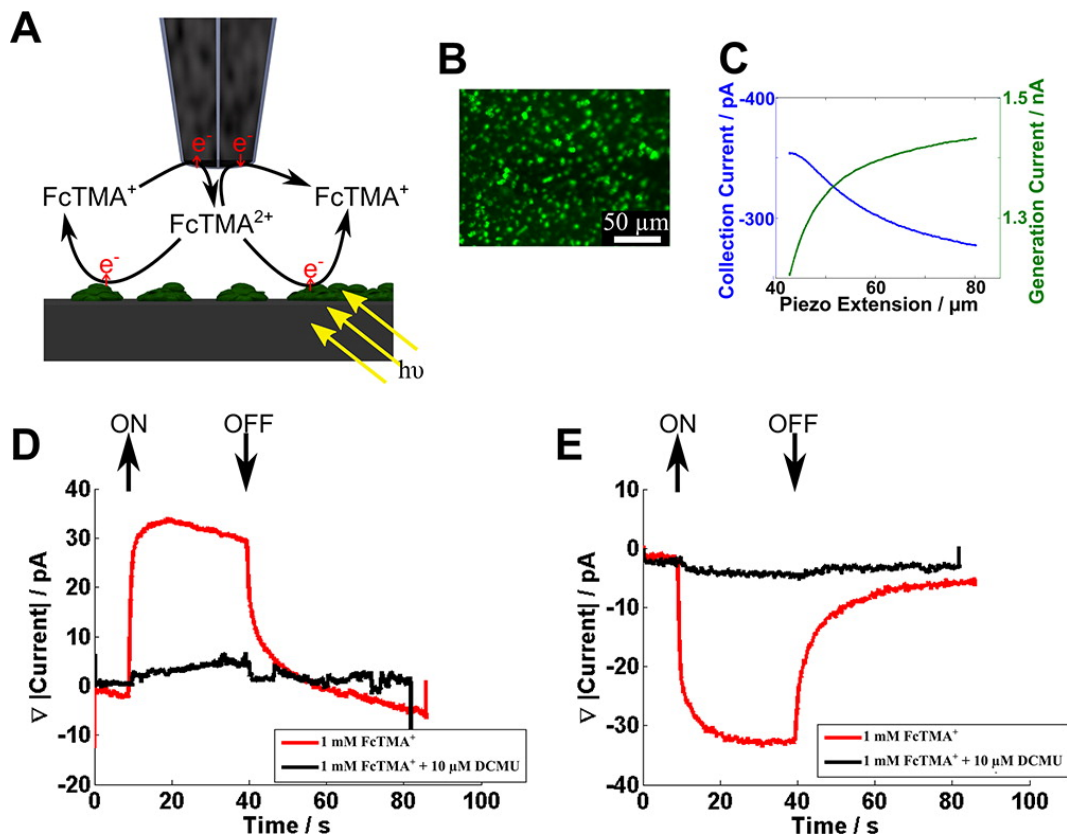 A
e⁻
e⁻
FcTMA⁺
FcTMA⁺
FcTMA²⁺
e⁻
e⁻
hυ
B
50 µm
C
Collection Current / pA
-400
-300
Generation Current / nA
1.5
1.3
40
60
80
Piezo Extension / µm
D
ON
OFF
∇ |Current| / pA
40
30
20
10
0
-10
-20
0
20
40
60
80
100
Time / s
1 mM FcTMA⁺
1 mM FcTMA⁺ + 10 µM DCMU
E
ON
OFF
∇ |Current| / pA
0
-10
-20
-30
-40
0
20
40
60
80
100
Time / s
1 mM FcTMA⁺
1 mM FcTMA⁺ + 10 µM DCMU